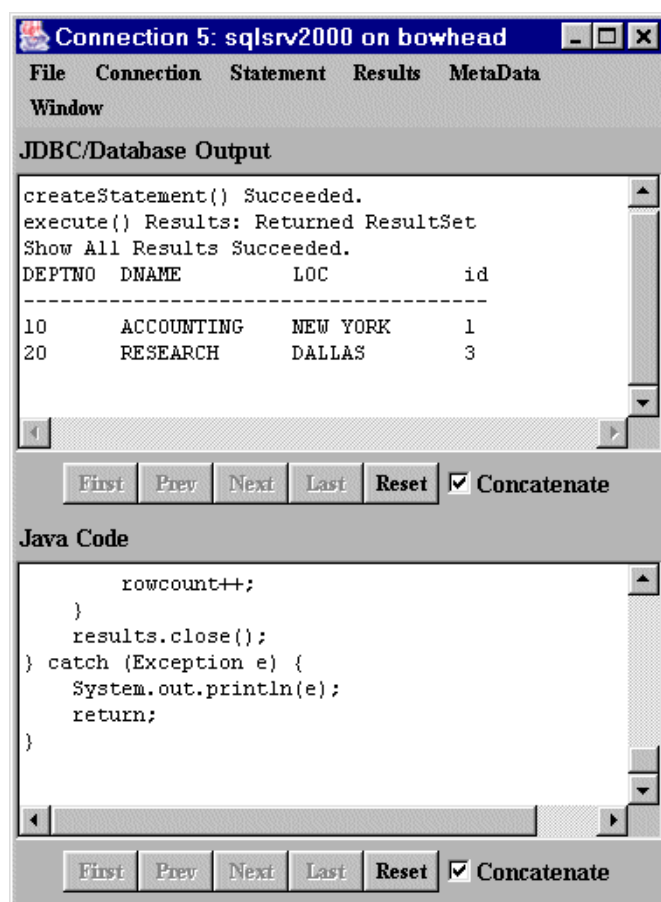 Connection 5: sqlsrv2000 on bowhead
File Connection Statement Results MetaData
Window
JDBC/Database Output
createStatement() Succeeded.
execute() Results: Returned ResultSet
Show All Results Succeeded.
DEPTNO DNAME LOC id
----------------------------------------
10 ACCOUNTING NEW YORK 1
20 RESEARCH DALLAS 3
First Prev Next Last Reset Concatenate
Java Code
rowcount++;
}
results.close();
} catch (Exception e) {
System.out.println(e);
return;
}
First Prev Next Last Reset Concatenate